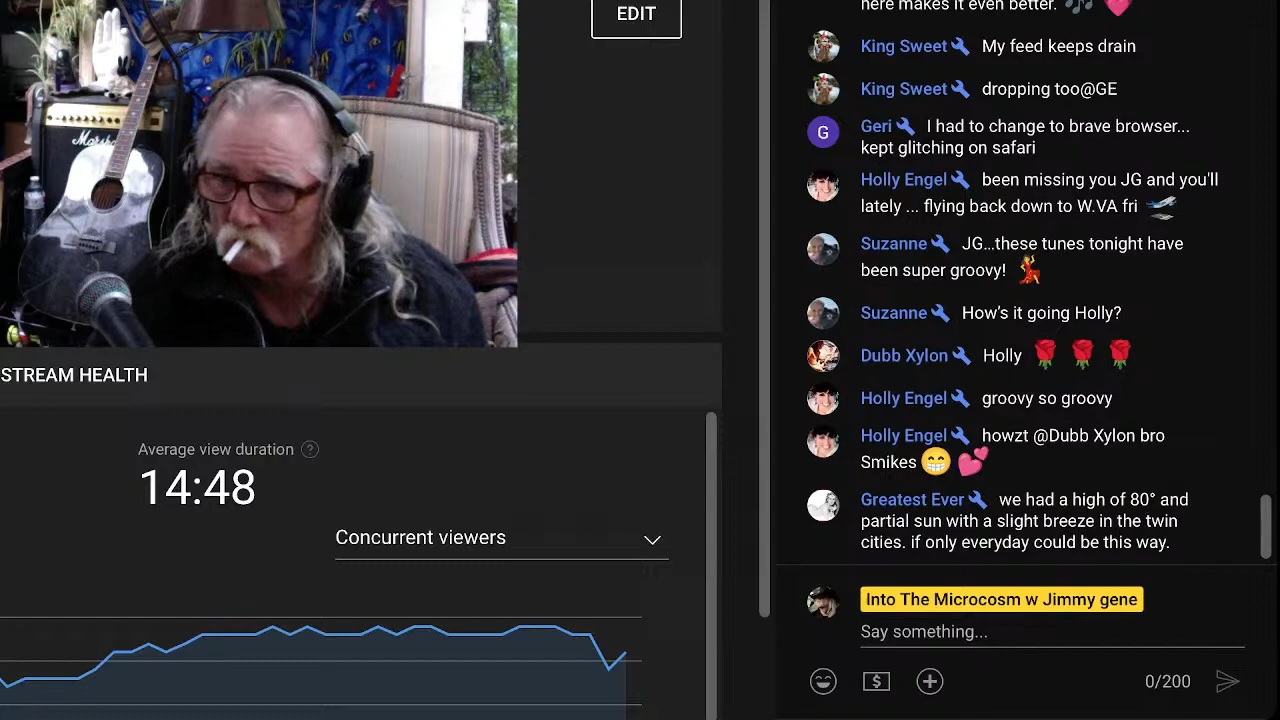 here makes it even better.
EDIT
King Sweet My feed keeps drain
King Sweet dropping too@GE
Geri I had to change to brave browser...
kept glitching on safari
G
Holly Engel been missing you JG and you'll
lately ... flying back down to W.VA fri
Suzanne JG...these tunes tonight have
been super groovy!
Suzanne How's it going Holly?
Dubb Xylon Holly
Holly Engel groovy so groovy
Holly Engel howzt @Dubb Xylon bro
Smikes
Greatest Ever we had a high of 80° and
partial sun with a slight breeze in the twin
cities. if only everyday could be this way.
Into The Microcosm w Jimmy gene
Say something...
0/200
Marshall
STREAM HEALTH
Average view duration ?
14:48
Concurrent viewers